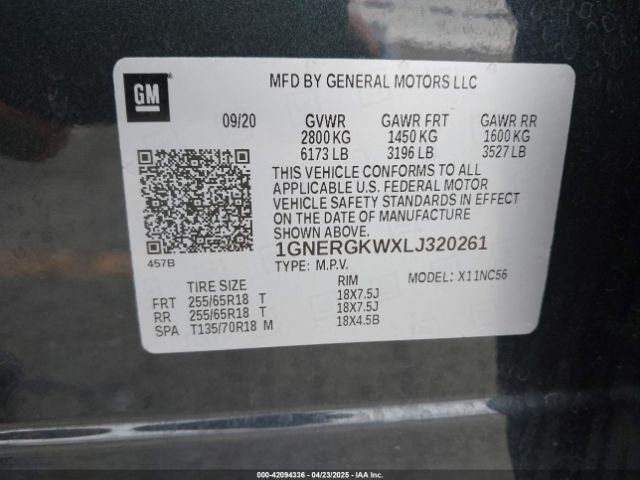 GM
MFD BY GENERAL MOTORS LLC
09/20 GVWR GAWR FRT GAWR RR
2800 KG 1450 KG 1600 KG
6173 LB 3196 LB 3527 LB
THIS VEHICLE CONFORMS TO ALL
APPLICABLE U.S. FEDERAL MOTOR
VEHICLE SAFETY STANDARDS IN EFFECT
ON THE DATE OF MANUFACTURE
SHOWN ABOVE.
1GNERGKWXLJ320261
457B
TYPE: M.P.V. MODEL: X11NC56
TIRE SIZE RIM
FRT 255/65R18 T 18X7.5J
RR 255/65R18 T 18X7.5J
SPA T135/70R18 M 18X4.5B
000-42094336 - 04/23/2025 - IAA Inc.